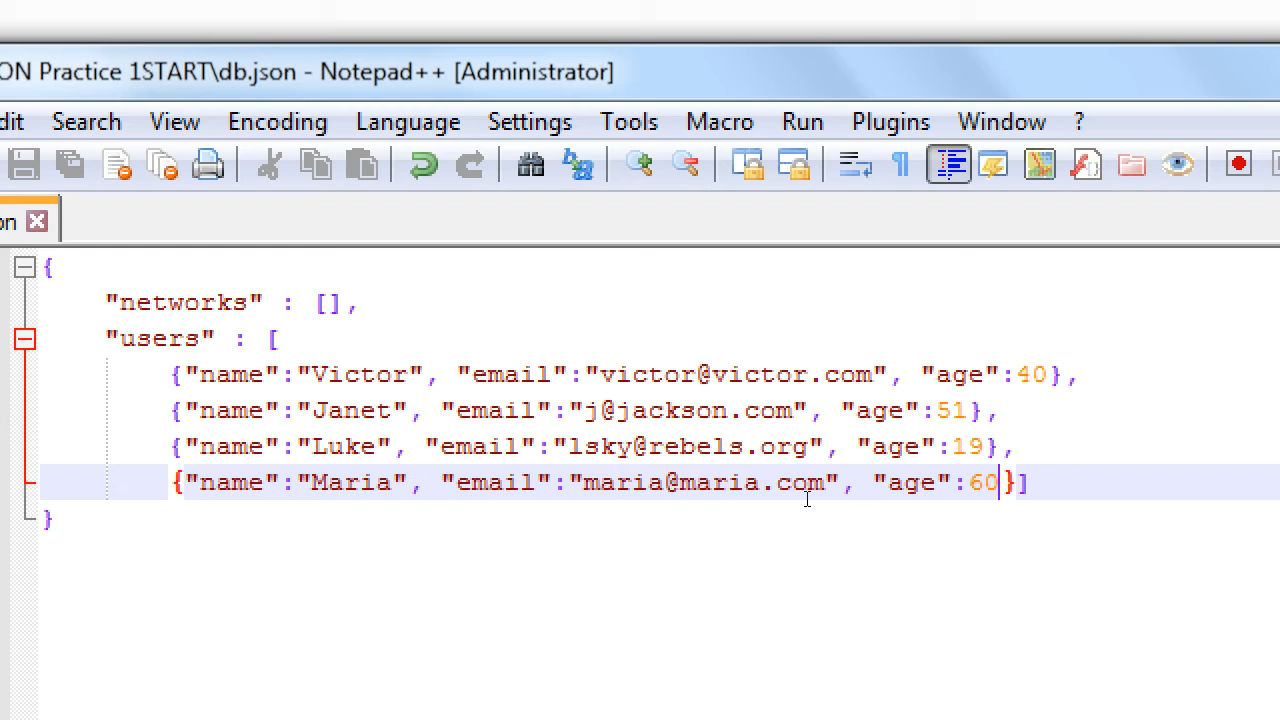 ON Practice 1START\db.json - Notepad++ [Administrator]
dit Search View Encoding Language Settings Tools Macro Run Plugins Window ?
on
{
"networks" : [],
"users" : [
{"name":"Victor", "email":"victor@victor.com", "age":40},
{"name":"Janet", "email":"j@jackson.com", "age":51},
{"name":"Luke", "email":"lsky@rebels.org", "age":19},
{"name":"Maria", "email":"maria@maria.com", "age":60}]
}